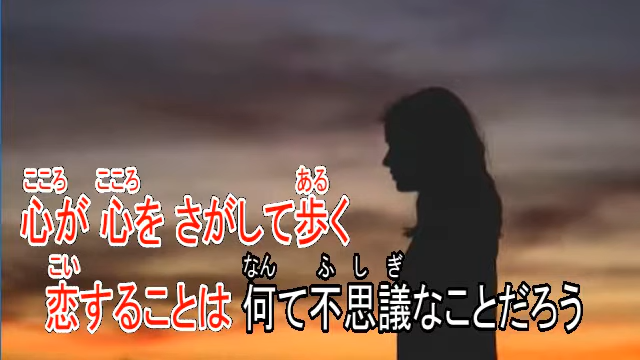 こころ こころ ある
心が 心を さがして歩く
こい なん ふしぎ
恋することは 何て不思議なことだろう